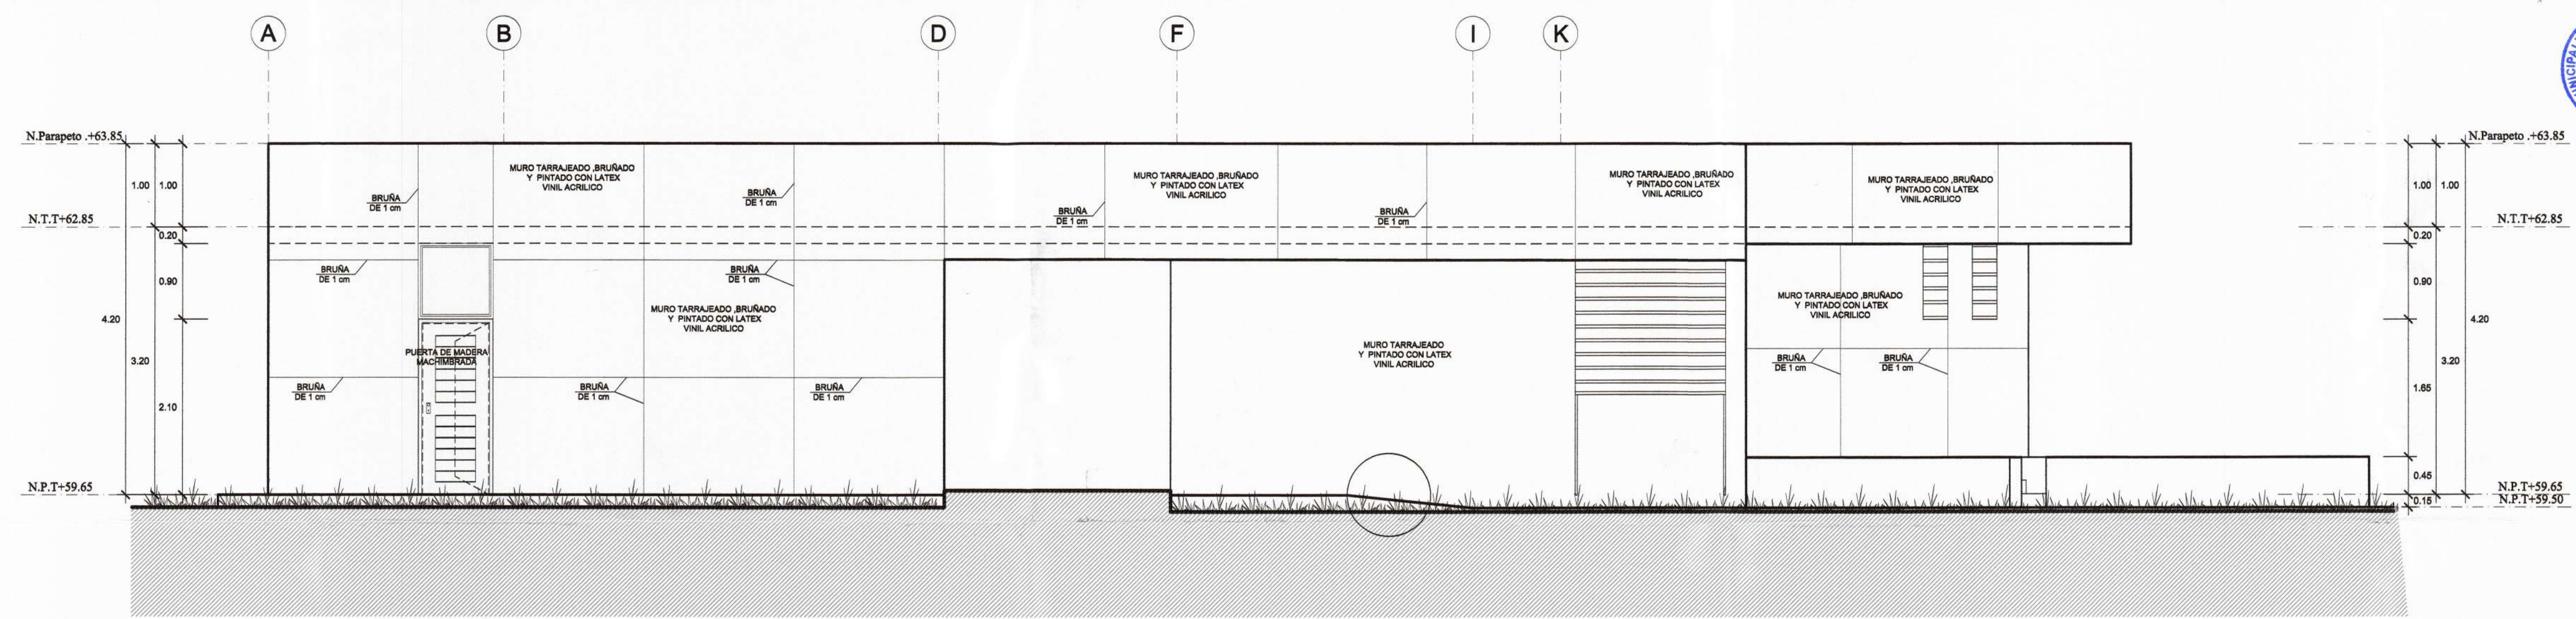 A
B
D
F
I
K
N.Parapeto .+63.85
N.T.T+62.85
N.P.T+59.65
4.20
1.00
3.20
1.00
0.20
0.90
2.10
BRUÑA
DE 1 cm
MURO TARRAJEADO ,BRUÑADO
Y PINTADO CON LATEX
VINIL ACRILICO
BRUÑA
DE 1 cm
BRUÑA
DE 1 cm
MURO TARRAJEADO ,BRUÑADO
Y PINTADO CON LATEX
VINIL ACRILICO
BRUÑA
DE 1 cm
MURO TARRAJEADO ,BRUÑADO
Y PINTADO CON LATEX
VINIL ACRILICO
MURO TARRAJEADO ,BRUÑADO
Y PINTADO CON LATEX
VINIL ACRILICO
BRUÑA
DE 1 cm
BRUÑA
DE 1 cm
MURO TARRAJEADO ,BRUÑADO
Y PINTADO CON LATEX
VINIL ACRILICO
PUERTA DE MADERA
MACHIMBRADA
BRUÑA
DE 1 cm
BRUÑA
DE 1 cm
BRUÑA
DE 1 cm
MURO TARRAJEADO
Y PINTADO CON LATEX
VINIL ACRILICO
MURO TARRAJEADO ,BRUÑADO
Y PINTADO CON LATEX
VINIL ACRILICO
BRUÑA
DE 1 cm
BRUÑA
DE 1 cm
1.00
0.20
0.90
1.65
0.45
0.15
1.00
3.20
4.20
N.Parapeto .+63.85
N.T.T+62.85
N.P.T+59.65
N.P.T+59.50